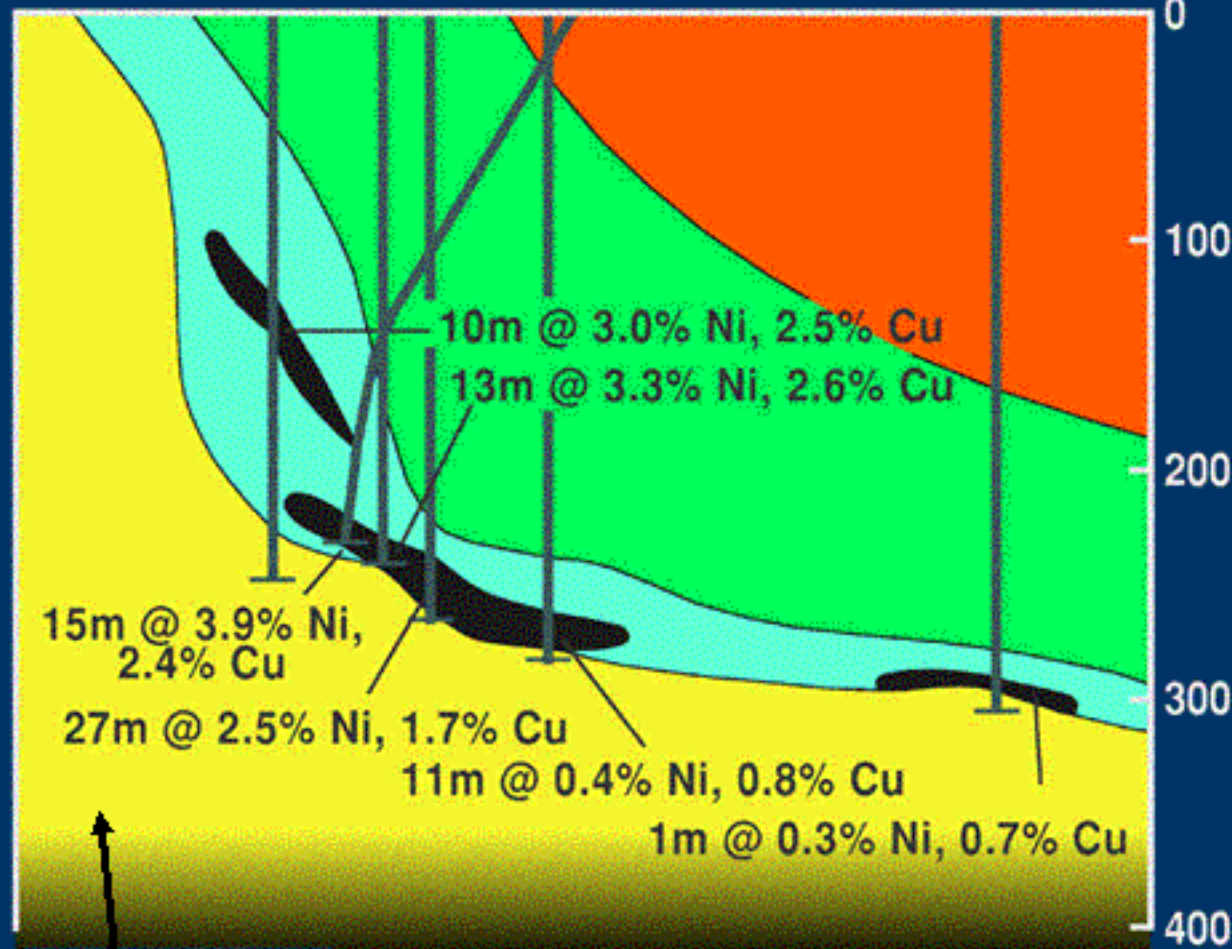 0
100
10m @ 3.0% Ni, 2.5% Cu
13m @ 3.3% Ni, 2.6% Cu
200
15m @ 3.9% Ni,
2.4% Cu
300
27m @ 2.5% Ni, 1.7% Cu
11m @ 0.4% Ni, 0.8% Cu
1m @ 0.3% Ni, 0.7% Cu
400